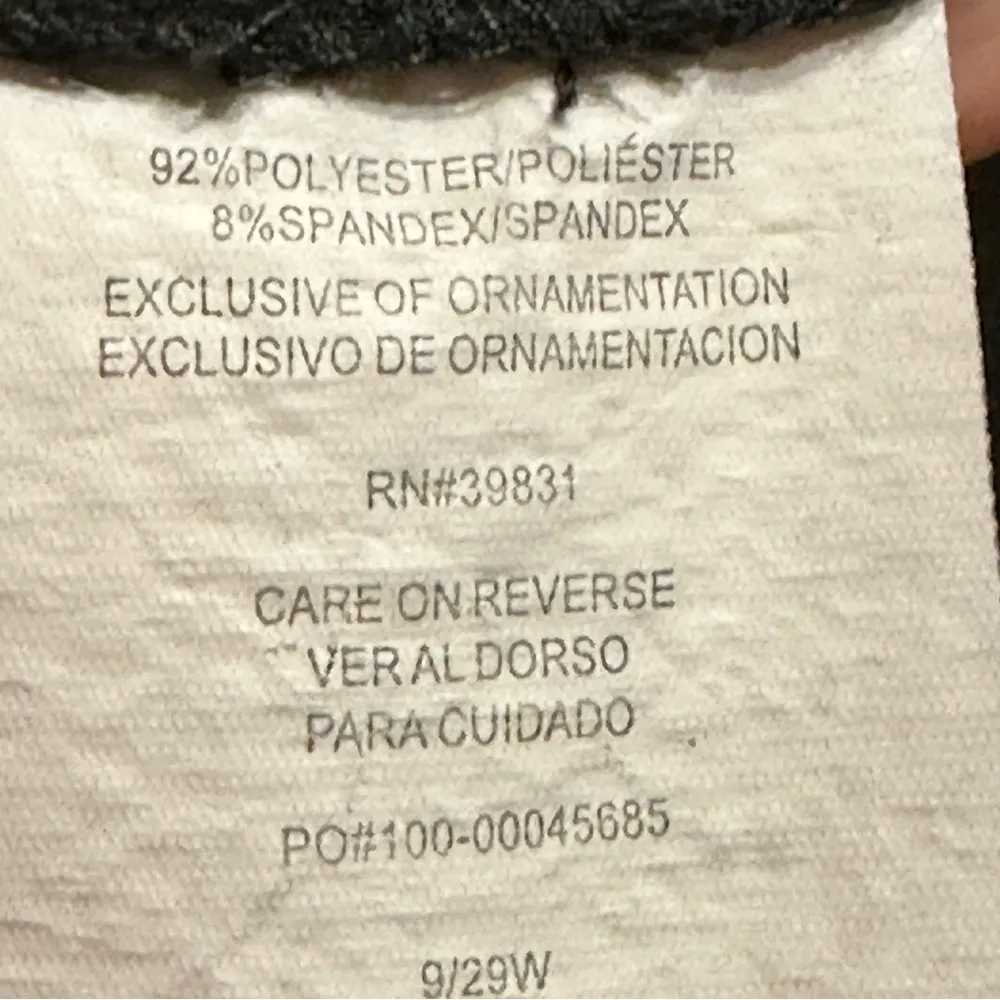 92%POLYESTER/POLIÉSTER
8%SPANDEX/SPANDEX
EXCLUSIVE OF ORNAMENTATION
EXCLUSIVO DE ORNAMENTACION
RN#39831
CARE ON REVERSE
VER AL DORSO
PARA CUIDADO
PO#100-00045685
9/29W